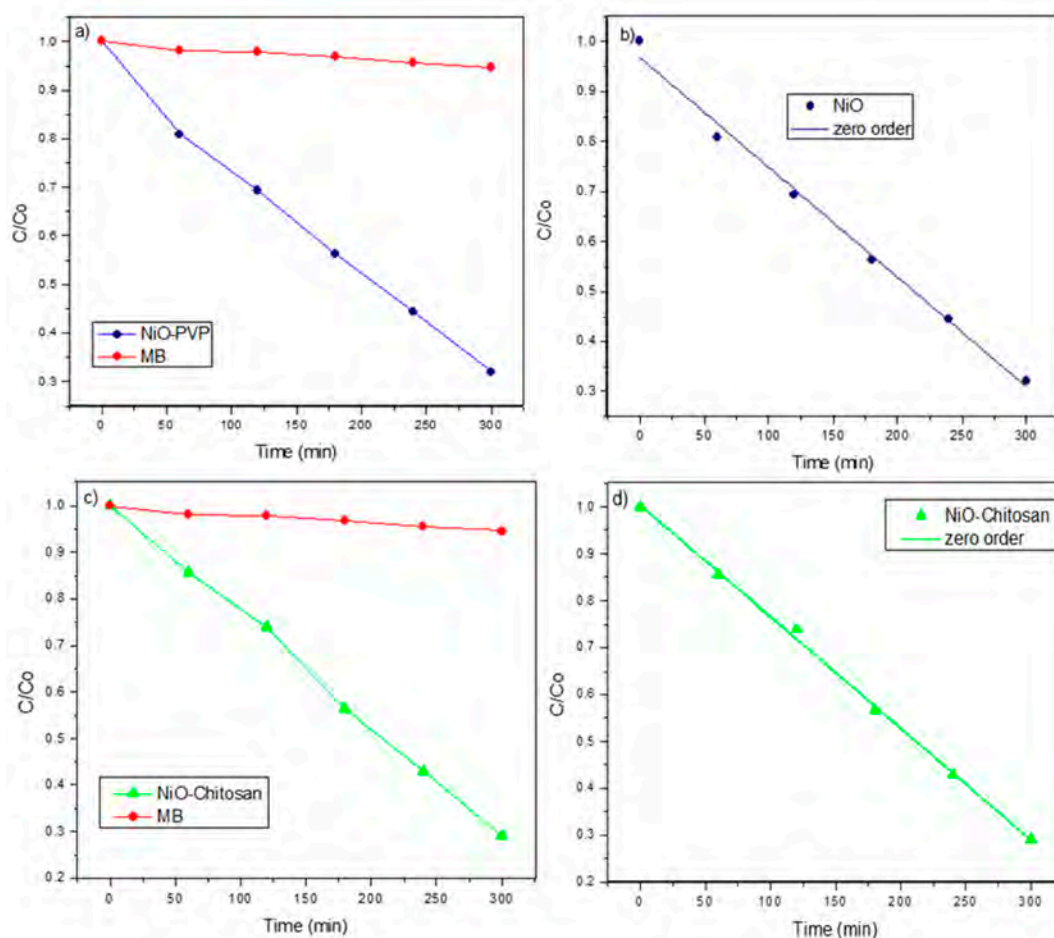 a)
1.0
0.9
0.8
0.7
0.6
0.5
0.4
0.3
C/Co
NiO-PVP
MB
0 50 100 150 200 250 300
Time (min)
b)
1.0
0.9
0.8
0.7
0.6
0.5
0.4
0.3
C/Co
NiO
zero order
0 50 100 150 200 250 300
Time (min)
c)
1.0
0.9
0.8
0.7
0.6
0.5
0.4
0.3
0.2
C/Co
NiO-Chitosan
MB
0 50 100 150 200 250 300
Time (min)
d)
1.0
0.9
0.8
0.7
0.6
0.5
0.4
0.3
0.2
C/Co
NiO-Chitosan
zero order
0 50 100 150 200 250 300
Time (min)